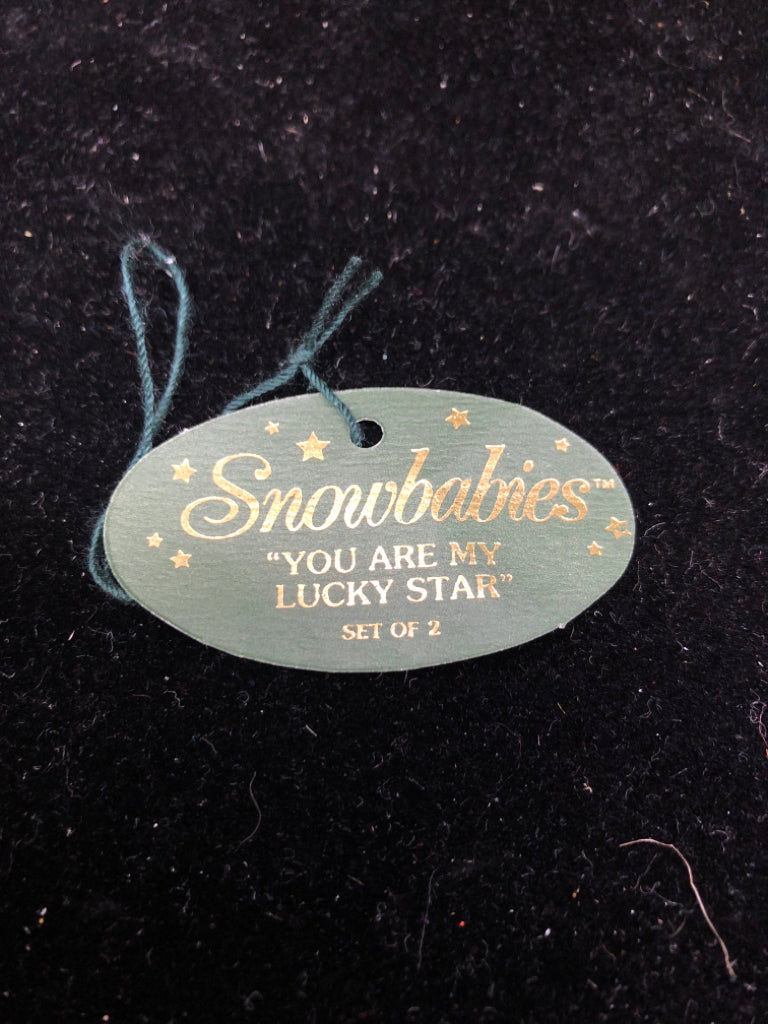 Snowbabies™
“YOU ARE MY
LUCKY STAR”
SET OF 2